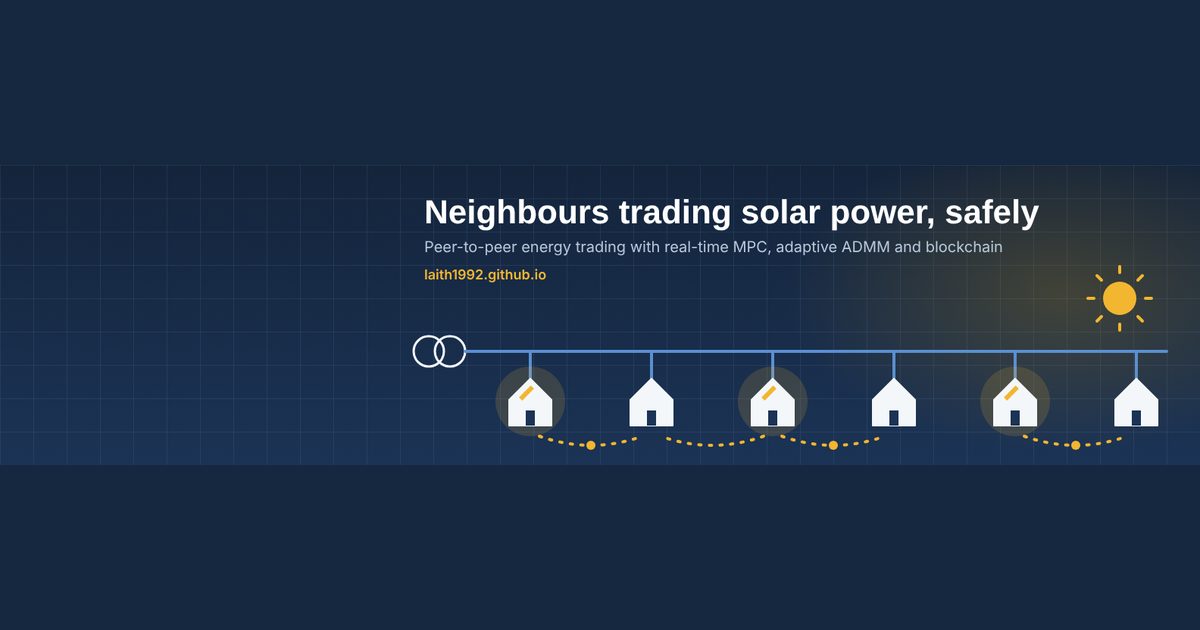 Neighbours trading solar power, safely
Peer-to-peer energy trading with real-time MPC, adaptive ADMM and blockchain
laith1992.github.io